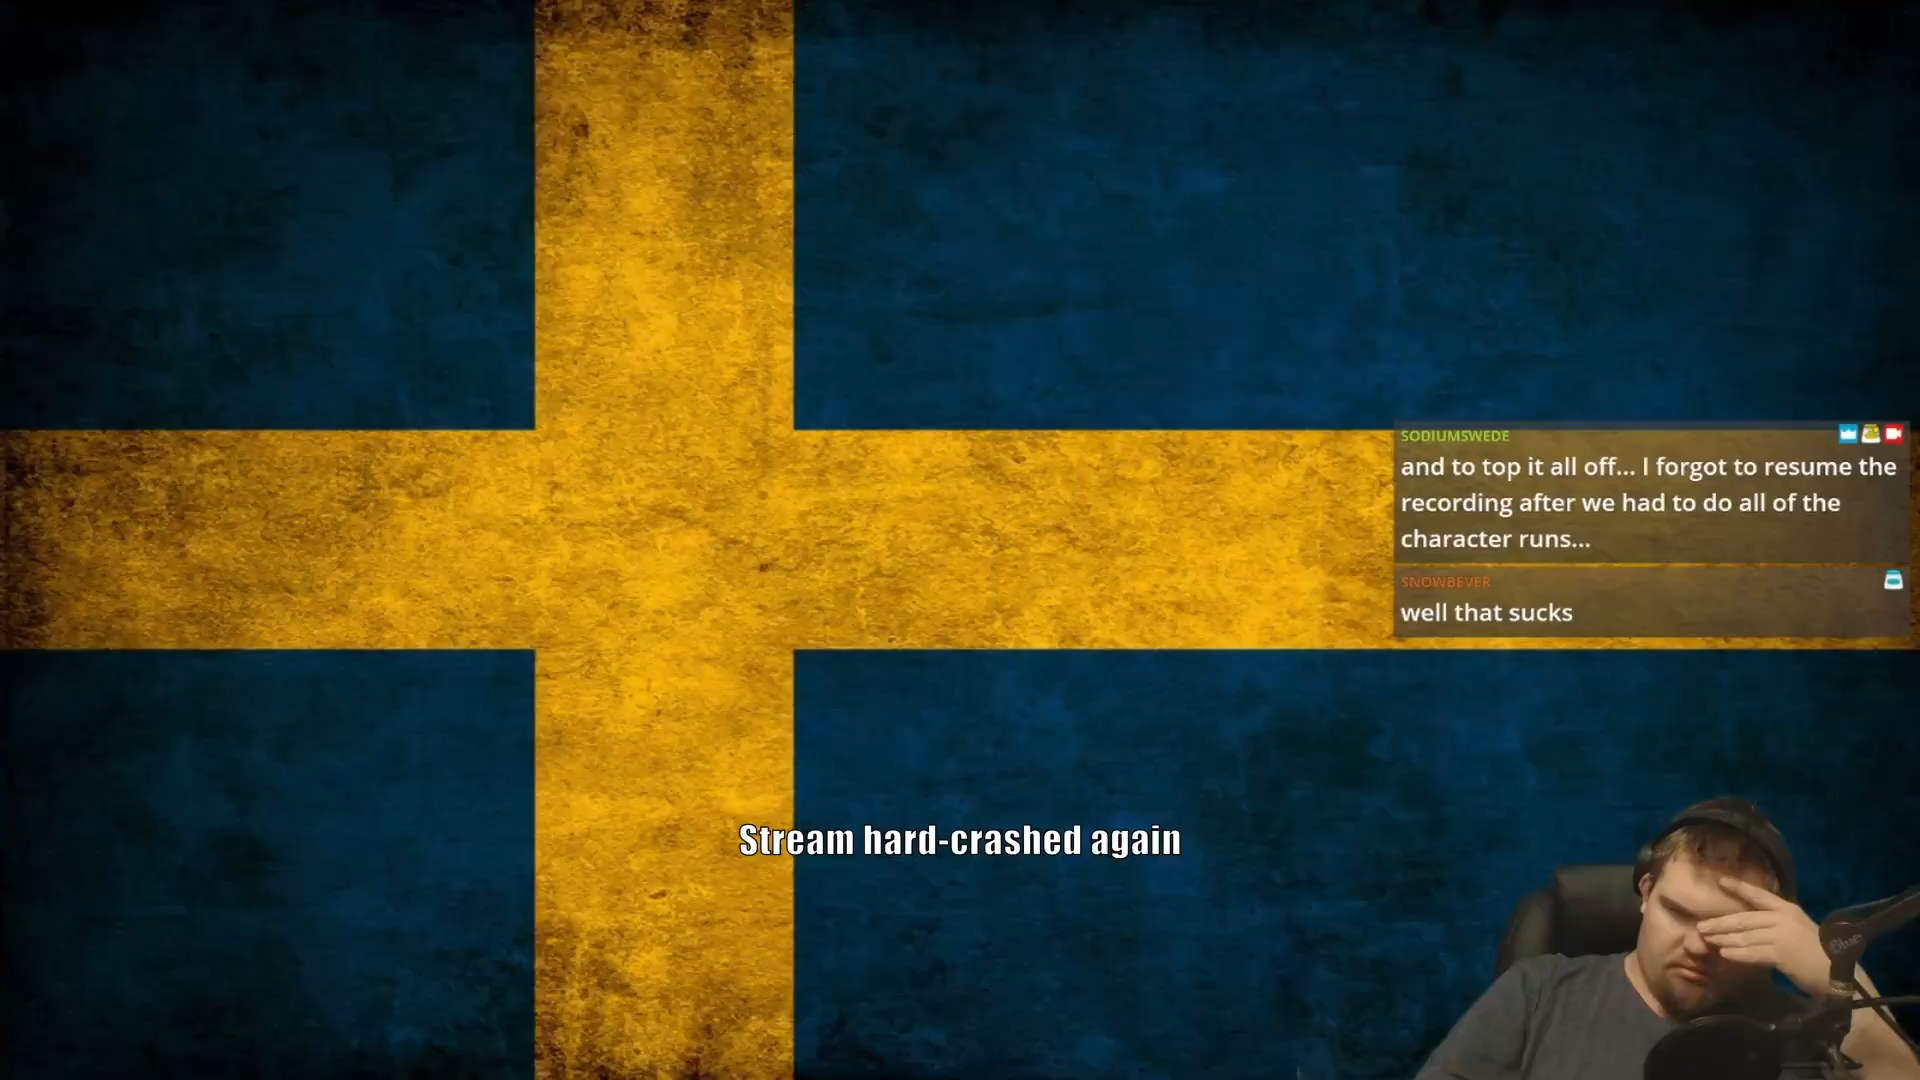 SODIUMSWEDE
and to top it all off... I forgot to resume the
recording after we had to do all of the
character runs...
SNOWBEVER
well that sucks
Stream hard-crashed again
Blue